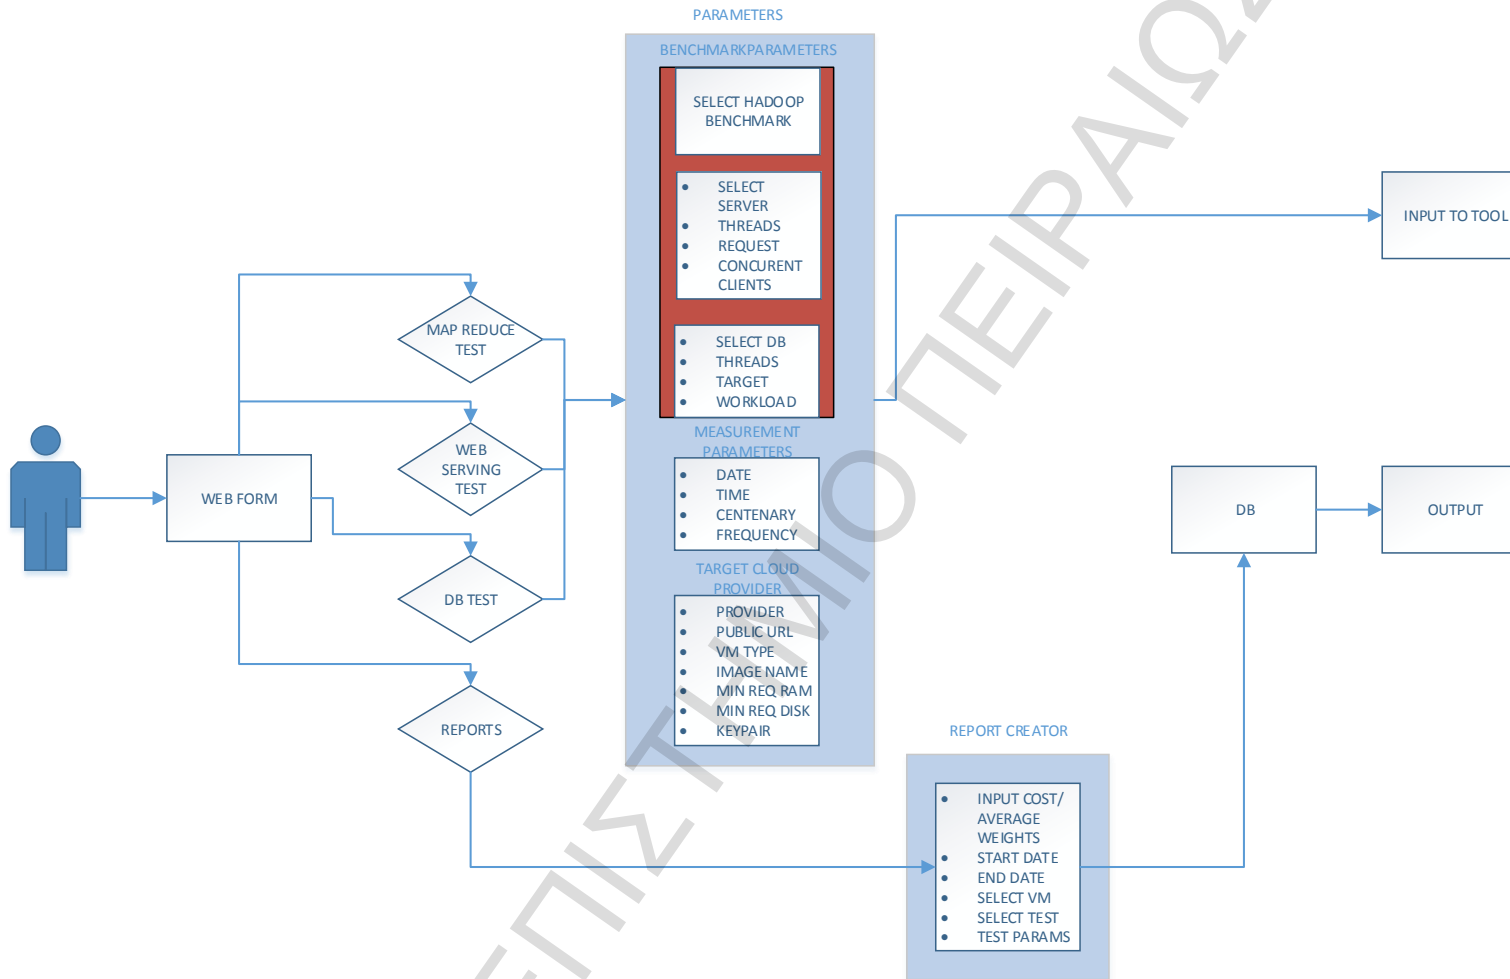 PARAMETERS
BENCHMARKPARAMETERS
SELECT HADOOP
BENCHMARK
• SELECT
SERVER
• THREADS
• REQUEST
• CONCURENT
CLIENTS
• SELECT DB
• THREADS
• TARGET
• WORKLOAD
MEASUREMENT
PARAMETERS
• DATE
• TIME
• CENTENARY
• FREQUENCY
TARGET CLOUD
PROVIDER
• PROVIDER
• PUBLIC URL
• VM TYPE
• IMAGE NAME
• MIN REQ RAM
• MIN REQ DISK
• KEYPAIR
INPUT TO TOOL
MAP REDUCE
TEST
WEB
SERVING
TEST
WEB FORM
DB TEST
REPORTS
DB
OUTPUT
REPORT CREATOR
• INPUT COST/
AVERAGE
WEIGHTS
• START DATE
• END DATE
• SELECT VM
• SELECT TEST
• TEST PARAMS
ΠΕΙΡΑΙΩΣ